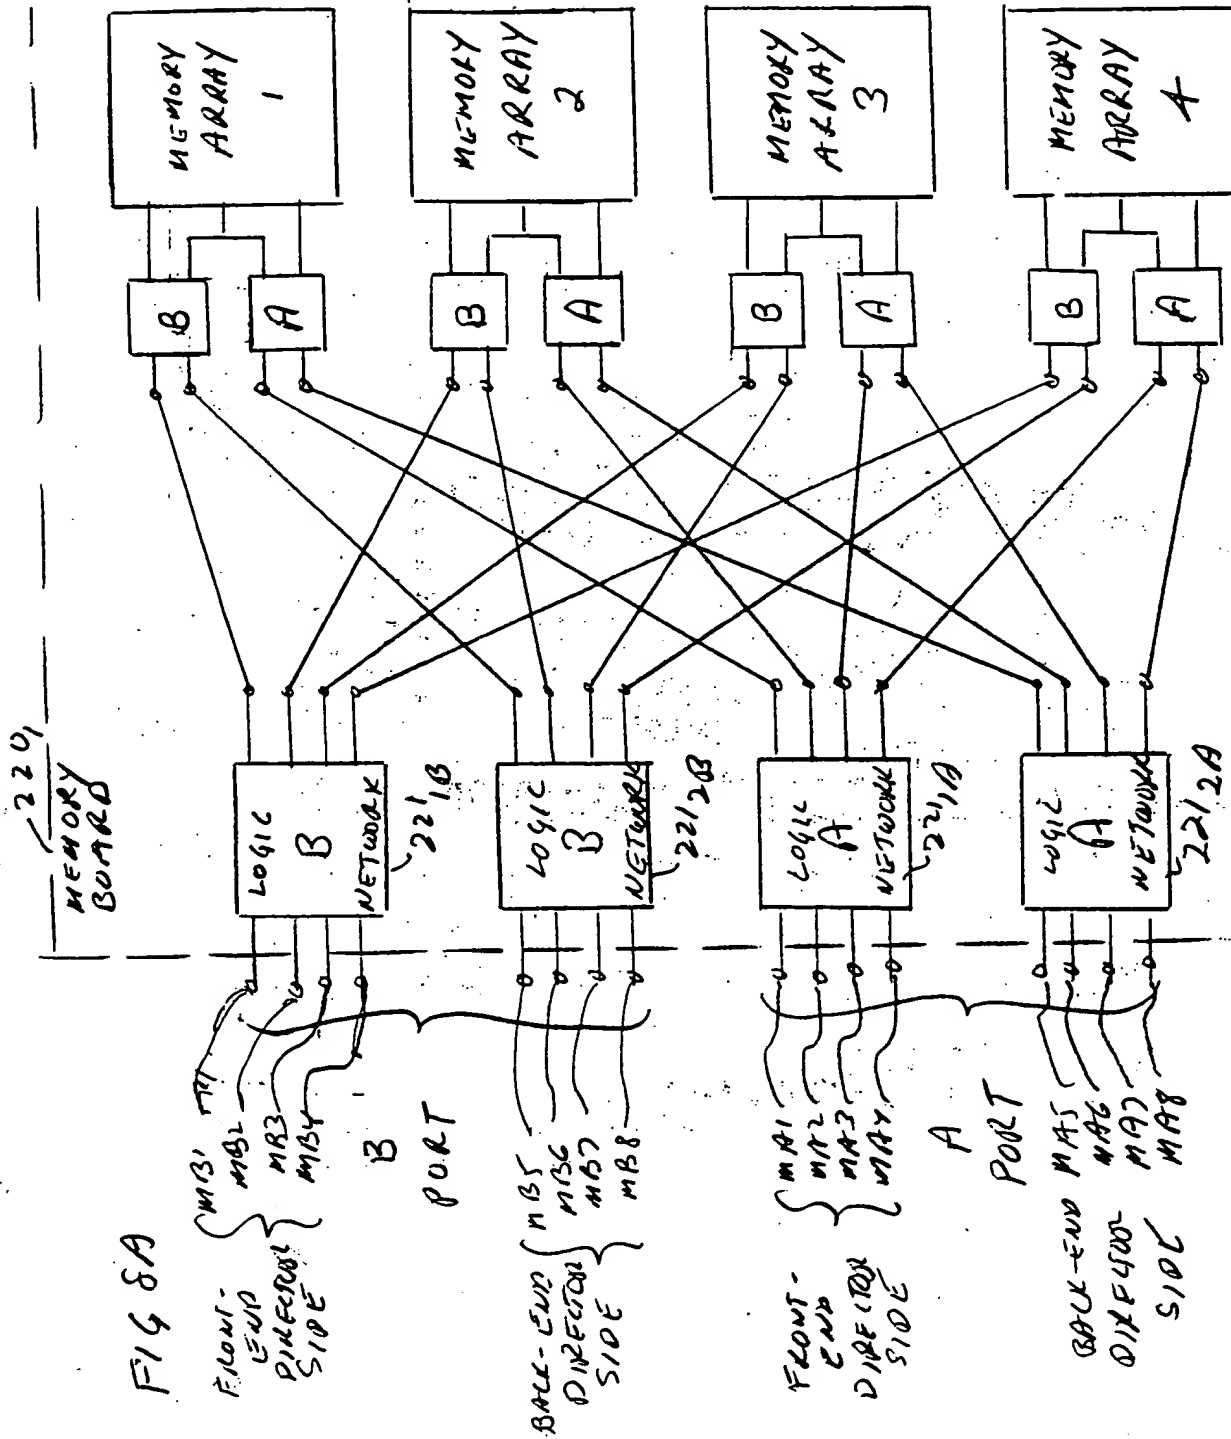 FIG 8A
220₁
MEMORY
BOARD
MEMORY
ARRAY
1
MEMORY
ARRAY
2
MEMORY
ARRAY
3
MEMORY
ARRAY
4
B
A
B
A
B
A
B
A
LOGIC
B
NETWORK
221₁B
LOGIC
B
NETWORK
221₂B
LOGIC
A
NETWORK
221₁A
LOGIC
A
NETWORK
221₂A
MB1
MB2
MB3
MB4
FRONT-
END
DIRECTOR
SIDE
B
PORT
MB5
MB6
MB7
MB8
BACK-END
DIRECTOR
SIDE
MA1
MA2
MA3
MA4
FRONT-
END
DIRECTOR
SIDE
A
PORT
MA5
MA6
MA7
MA8
BACK-END
DIRECTOR
SIDE